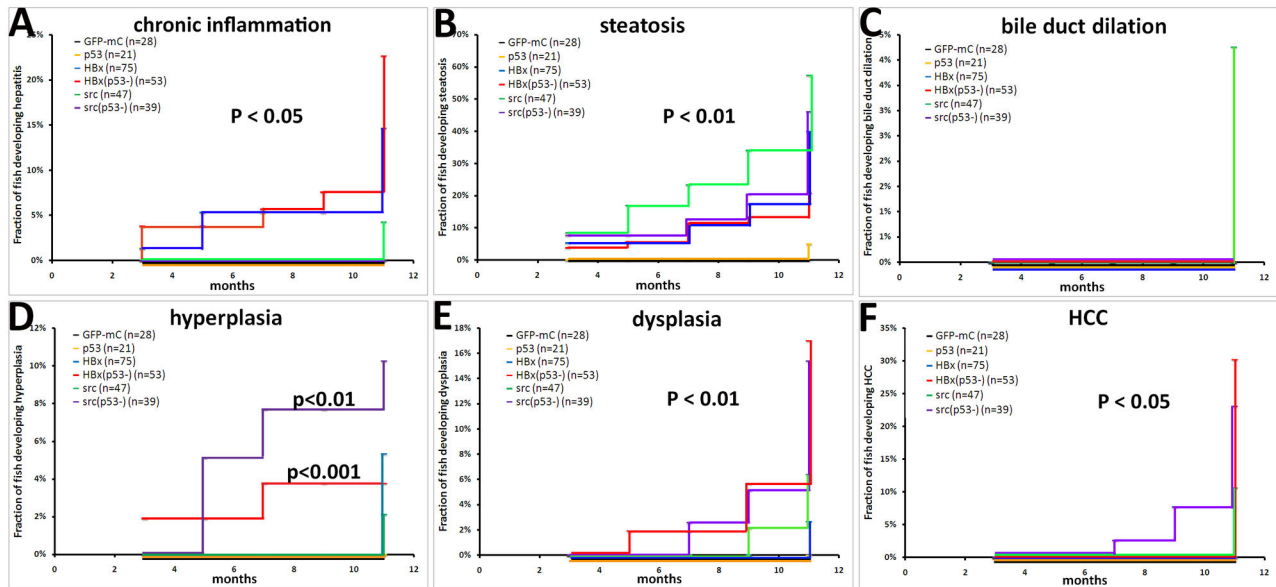 A
chronic inflammation
Fraction of fish developing hepatitis
25%
20%
15%
10%
5%
0%
GFP-mC (n=28)
p53 (n=21)
HBx (n=75)
HBx(p53-) (n=53)
src (n=47)
src(p53-) (n=39)
P < 0.05
0 2 4 6 8 10 12
months
B
steatosis
Fraction of fish developing steatosis
70%
60%
50%
40%
30%
20%
10%
0%
GFP-mC (n=28)
p53 (n=21)
HBx (n=75)
HBx(p53-) (n=53)
src (n=47)
src(p53-) (n=39)
P < 0.01
0 2 4 6 8 10 12
months
C
bile duct dilation
Fraction of fish developing bile duct dilation
5%
4%
4%
3%
3%
2%
2%
1%
1%
0%
GFP-mC (n=28)
p53 (n=21)
HBx (n=75)
HBx(p53-) (n=53)
src (n=47)
src(p53-) (n=39)
0 2 4 6 8 10 12
months
D
hyperplasia
Fraction of fish developing hyperplasia
12%
10%
8%
6%
4%
2%
0%
GFP-mC (n=28)
p53 (n=21)
HBx (n=75)
HBx(p53-) (n=53)
src (n=47)
src(p53-) (n=39)
p<0.01
p<0.001
0 2 4 6 8 10 12
months
E
dysplasia
Fraction of fish developing dysplasia
18%
16%
14%
12%
10%
8%
6%
4%
2%
0%
GFP-mC (n=28)
p53 (n=21)
HBx (n=75)
HBx(p53-) (n=53)
src (n=47)
src(p53-) (n=39)
P < 0.01
0 2 4 6 8 10 12
months
F
HCC
Fraction of fish developing HCC
35%
30%
25%
20%
15%
10%
5%
0%
GFP-mC (n=28)
p53 (n=21)
HBx (n=75)
HBx(p53-) (n=53)
src (n=47)
src(p53-) (n=39)
P < 0.05
0 2 4 6 8 10 12
months